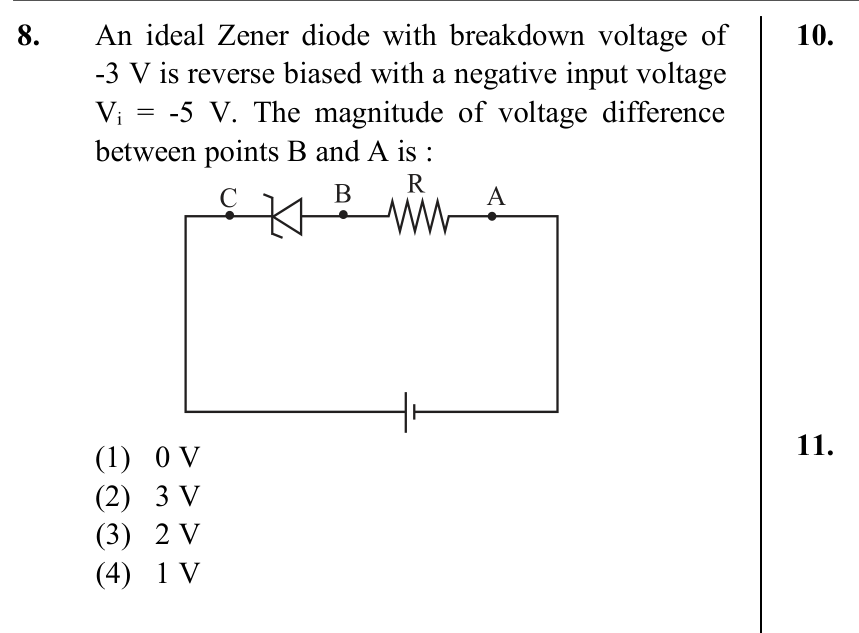 8. An ideal Zener diode with breakdown voltage of 10.
-3 V is reverse biased with a negative input voltage
Vᵢ = -5 V. The magnitude of voltage difference
between points B and A is :
C B R A
11.
(1) 0 V
(2) 3 V
(3) 2 V
(4) 1 V